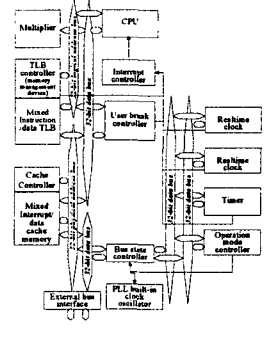 Multiplier
CPU
TLB
controller
(memory
management
device)
Interrupt
controller
Mixed
Instruction
/data TLB
User break
controller
Realtime
clock
Realtime
clock
Cache
Controller
Mixed
Interrupt/
data
cache
memory
Timer
Bus state
controller
Operation
mode
controller
External bus
interface
PLL built-in
clock
oscillator
32-bit data bus
32-bit data bus
32-bit data bus